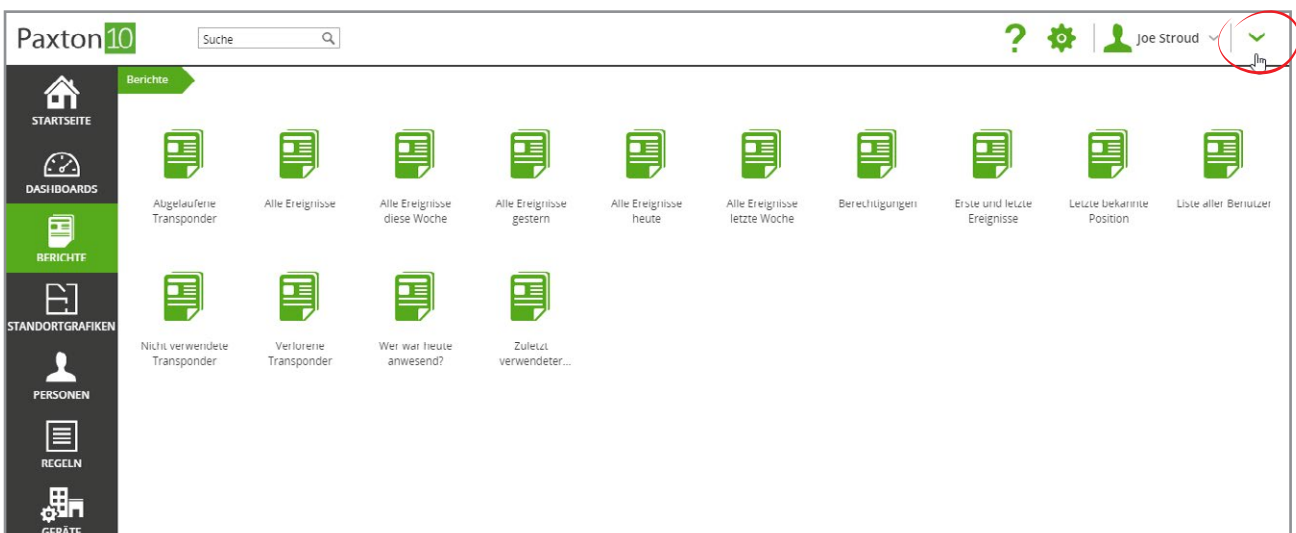 Paxton10
Suche
?
Joe Stroud
STARTSEITE
DASHBOARDS
BERICHTE
STANDORTGRAFIKEN
PERSONEN
REGELN
GERÄTE
Berichte
Abgelaufene
Transponder
Alle Ereignisse
Alle Ereignisse
diese Woche
Alle Ereignisse
gestern
Alle Ereignisse
heute
Alle Ereignisse
letzte Woche
Berechtigungen
Erste und letzte
Ereignisse
Letzte bekannte
Position
Liste aller Benutzer
Nicht verwendete
Transponder
Verlorene
Transponder
Wer war heute
anwesend?
Zuletzt
verwendeter...